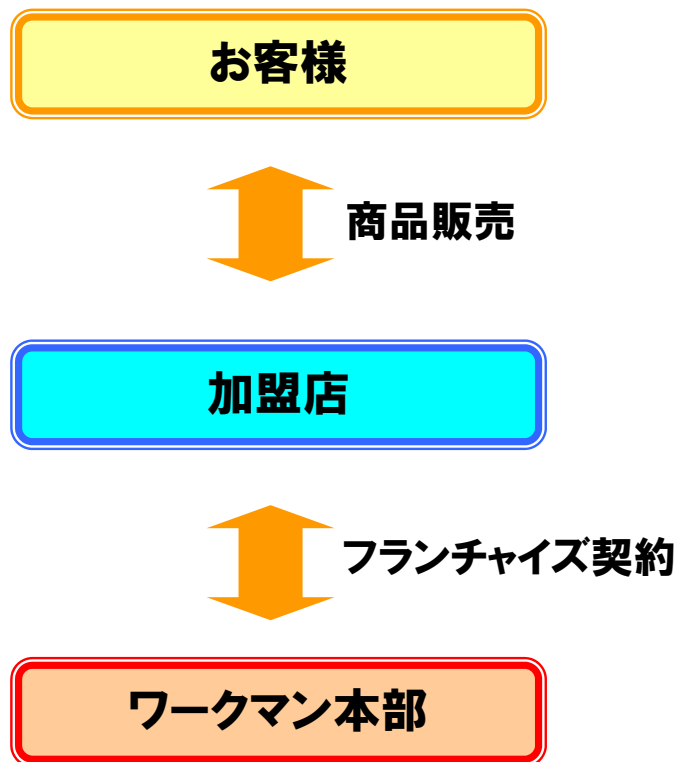 お客様
商品販売
加盟店
フランチャイズ契約
ワークマン本部